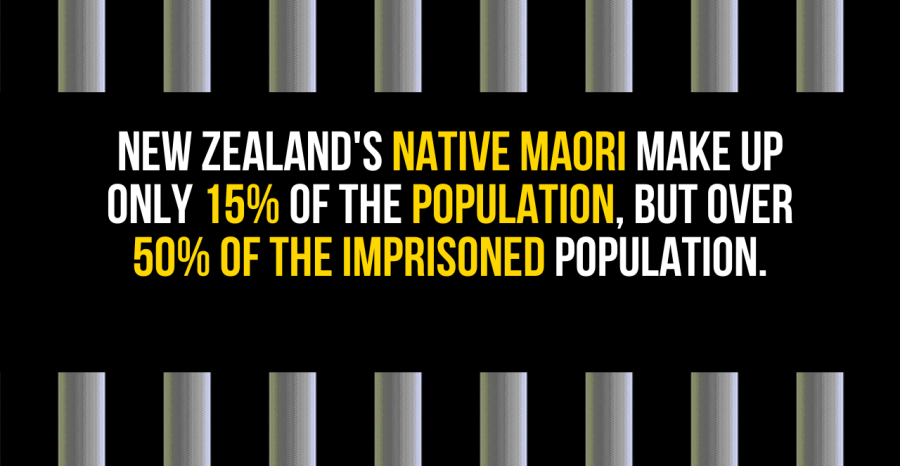 NEW ZEALAND'S NATIVE MAORI MAKE UP
ONLY 15% OF THE POPULATION, BUT OVER
50% OF THE IMPRISONED POPULATION.